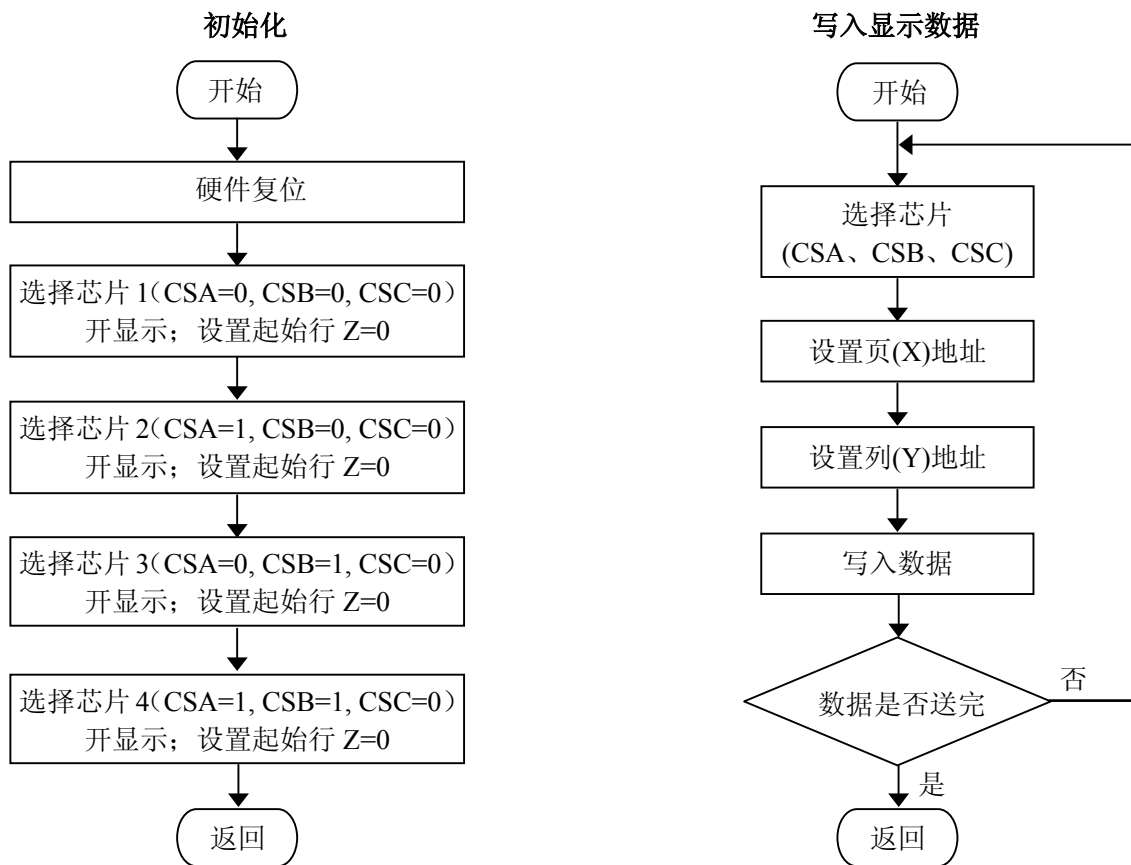 初始化
开始
硬件复位
选择芯片 1(CSA=0, CSB=0, CSC=0)
开显示；设置起始行 Z=0
选择芯片 2(CSA=1, CSB=0, CSC=0)
开显示；设置起始行 Z=0
选择芯片 3(CSA=0, CSB=1, CSC=0)
开显示；设置起始行 Z=0
选择芯片 4(CSA=1, CSB=1, CSC=0)
开显示；设置起始行 Z=0
返回
写入显示数据
开始
选择芯片
(CSA、CSB、CSC)
设置页(X)地址
设置列(Y)地址
写入数据
数据是否送完
否
是
返回